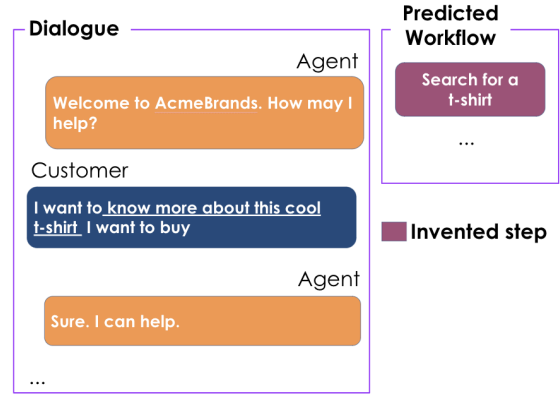 Dialogue
Agent
Welcome to AcmeBrands. How may I
help?
Customer
I want to know more about this cool
t-shirt I want to buy
Agent
Sure. I can help.
...
Predicted
Workflow
Search for a
t-shirt
...
Invented step